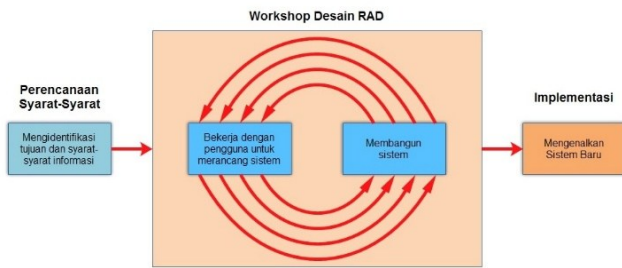 Workshop Desain RAD
Perencanaan
Syarat-Syarat
Mengidentifikasi
tujuan dan syarat-
syarat informasi
Bekerja dengan
pengguna untuk
merancang sistem
Membangun
sistem
Implementasi
Mengenalkan
Sistem Baru